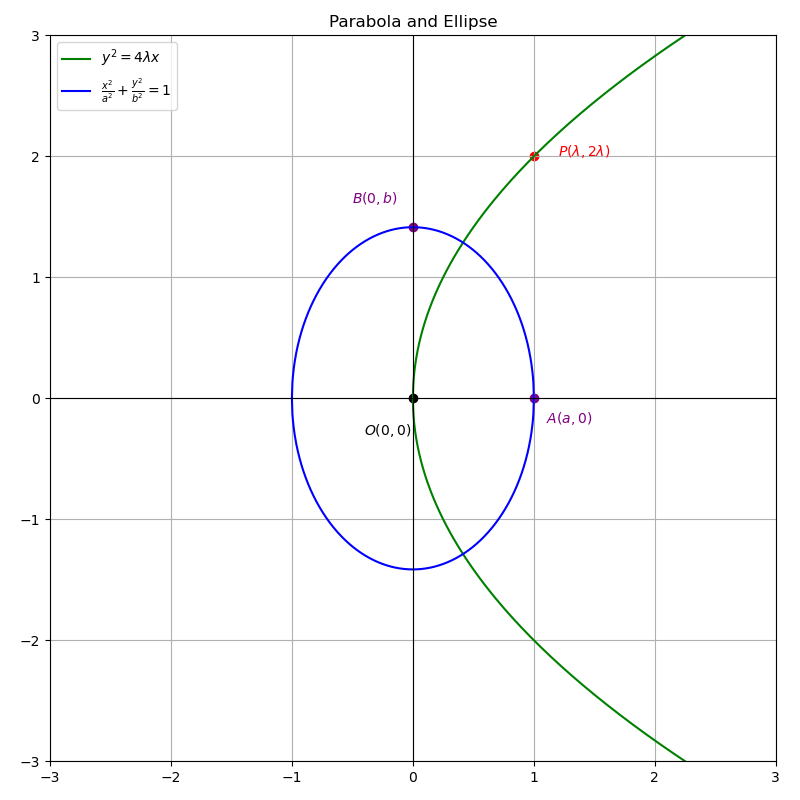 Parabola and Ellipse
y² = 4λx
x²/a² + y²/b² = 1
P(λ, 2λ)
B(0, b)
A(a, 0)
O(0, 0)
3
2
1
0
−1
−2
−3
−3 −2 −1 0 1 2 3